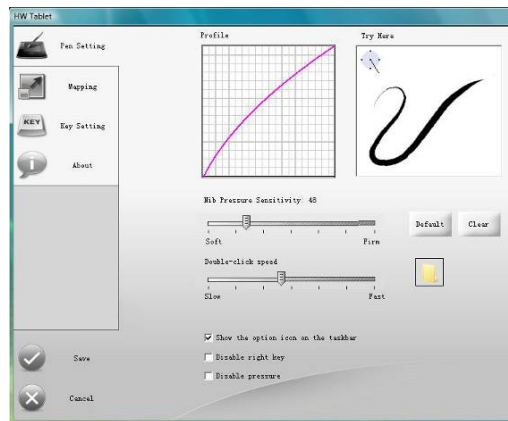 HW Tablet
Pen Setting
Mapping
KEY
Key Setting
About
Save
Cancel
Profile
Try Here
Nib Pressure Sensitivity: 48
Soft
Firm
Default
Clear
Double-click speed
Slow
Fast
Show the option icon on the taskbar
Disable right key
Disable pressure